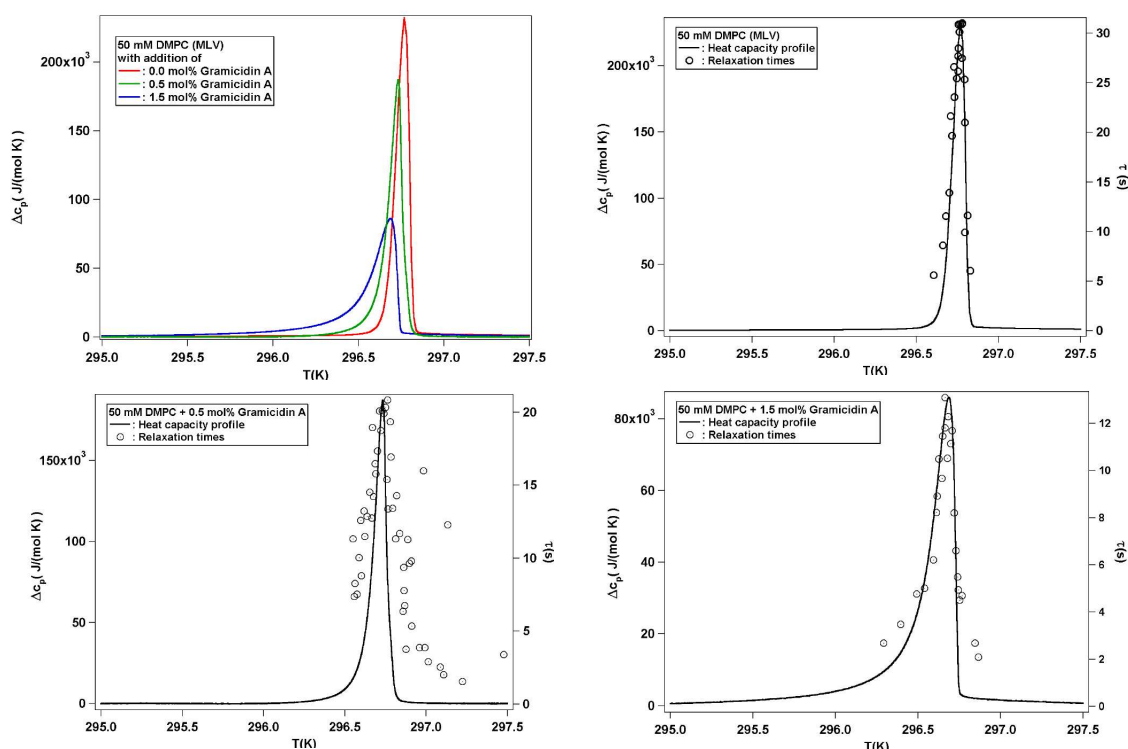 50 mM DMPC (MLV)
with addition of
: 0.0 mol% Gramicidin A
: 0.5 mol% Gramicidin A
: 1.5 mol% Gramicidin A
200x10³
150
100
50
0
Δcp( J/(mol K) )
295.0 295.5 296.0 296.5 297.0 297.5
T(K)
50 mM DMPC (MLV)
: Heat capacity profile
: Relaxation times
200x10³
150
100
50
0
Δcp( J/(mol K) )
30
25
20
15
10
5
0
τ (s)
295.0 295.5 296.0 296.5 297.0 297.5
T(K)
50 mM DMPC + 0.5 mol% Gramicidin A
: Heat capacity profile
: Relaxation times
150x10³
100
50
0
Δcp( J/(mol K) )
20
15
10
5
0
τ(s)
295.0 295.5 296.0 296.5 297.0 297.5
T(K)
50 mM DMPC + 1.5 mol% Gramicidin A
: Heat capacity profile
: Relaxation times
80x10³
60
40
20
0
Δcp( J/(mol K) )
12
10
8
6
4
2
0
τ(s)
295.0 295.5 296.0 296.5 297.0 297.5
T(K)